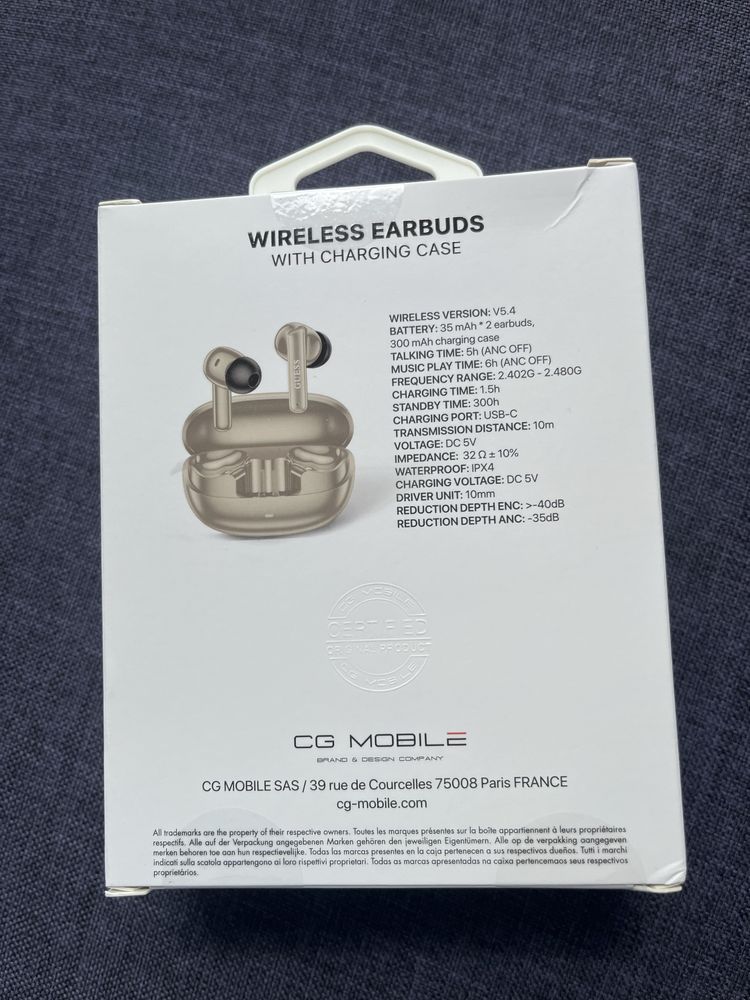 WIRELESS EARBUDS
WITH CHARGING CASE
GUESS
WIRELESS VERSION: V5.4
BATTERY: 35 mAh * 2 earbuds,
300 mAh charging case
TALKING TIME: 5h (ANC OFF)
MUSIC PLAY TIME: 6h (ANC OFF)
FREQUENCY RANGE: 2.402G - 2.480G
CHARGING TIME: 1.5h
STANDBY TIME: 300h
CHARGING PORT: USB-C
TRANSMISSION DISTANCE: 10m
VOLTAGE: DC 5V
IMPEDANCE: 32 Ω ± 10%
WATERPROOF: IPX4
CHARGING VOLTAGE: DC 5V
DRIVER UNIT: 10mm
REDUCTION DEPTH ENC: >-40dB
REDUCTION DEPTH ANC: -35dB
CG MOBILE
CERTIFIED
ORIGINAL PRODUCT
CG MOBILE
CG MOBILE
BRAND & DESIGN COMPANY
CG MOBILE SAS / 39 rue de Courcelles 75008 Paris FRANCE
cg-mobile.com
All trademarks are the property of their respective owners. Toutes les marques présentes sur la boîte appartiennent à leurs propriétaires
respectifs. Alle auf der Verpackung angegebenen Marken gehören den jeweiligen Eigentümern. Alle op de verpakking aangegeven
merken behoren toe aan hun respectievelijke. Todas las marcas presentes en la caja pertenecen a sus respectivos dueños. Tutti i marchi
indicati sulla scatola appartengono ai loro rispettivi proprietari. Todas as marcas apresentadas na caixa pertencemaos seus respectivos
proprietários.